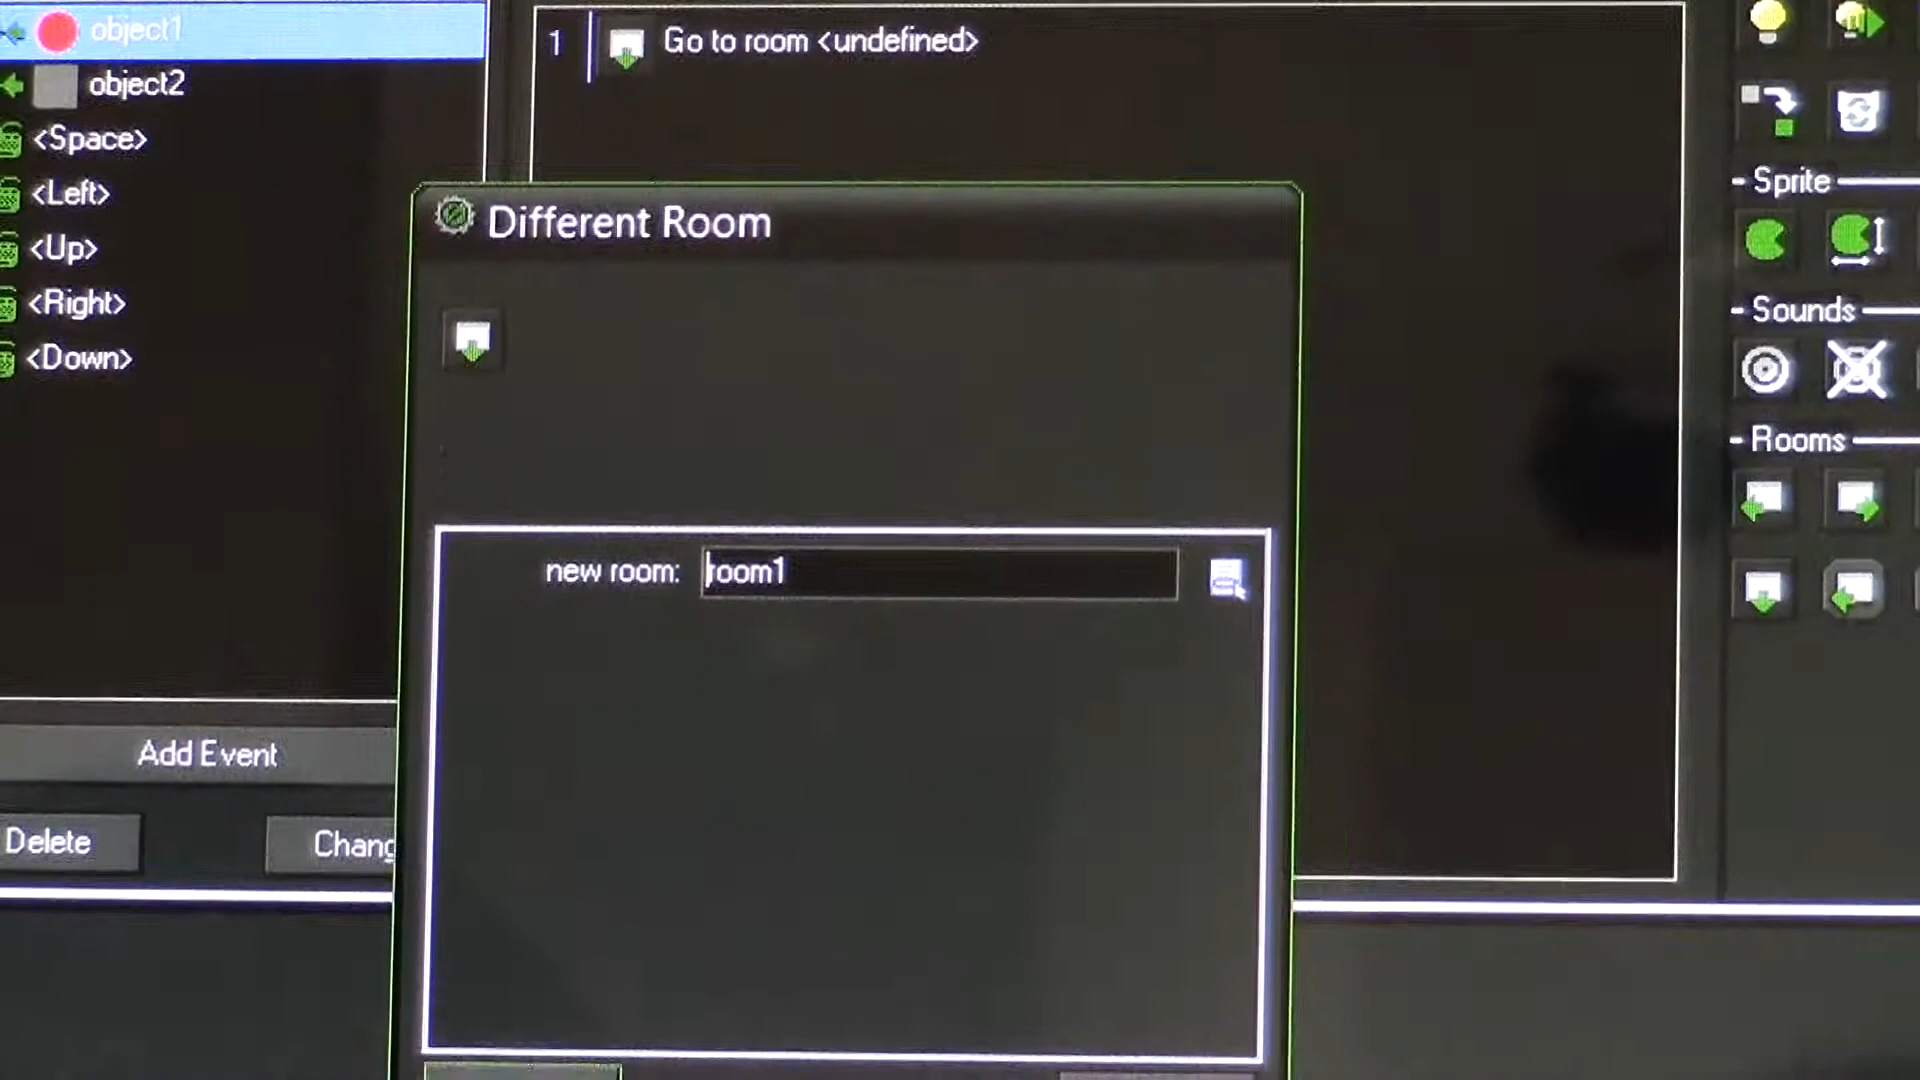 object1
object2
<Space>
<Left>
<Up>
<Right>
<Down>
Add Event
Delete
Chang
1 Go to room <undefined>
Different Room
new room: room1
Sprite
Sounds
Rooms